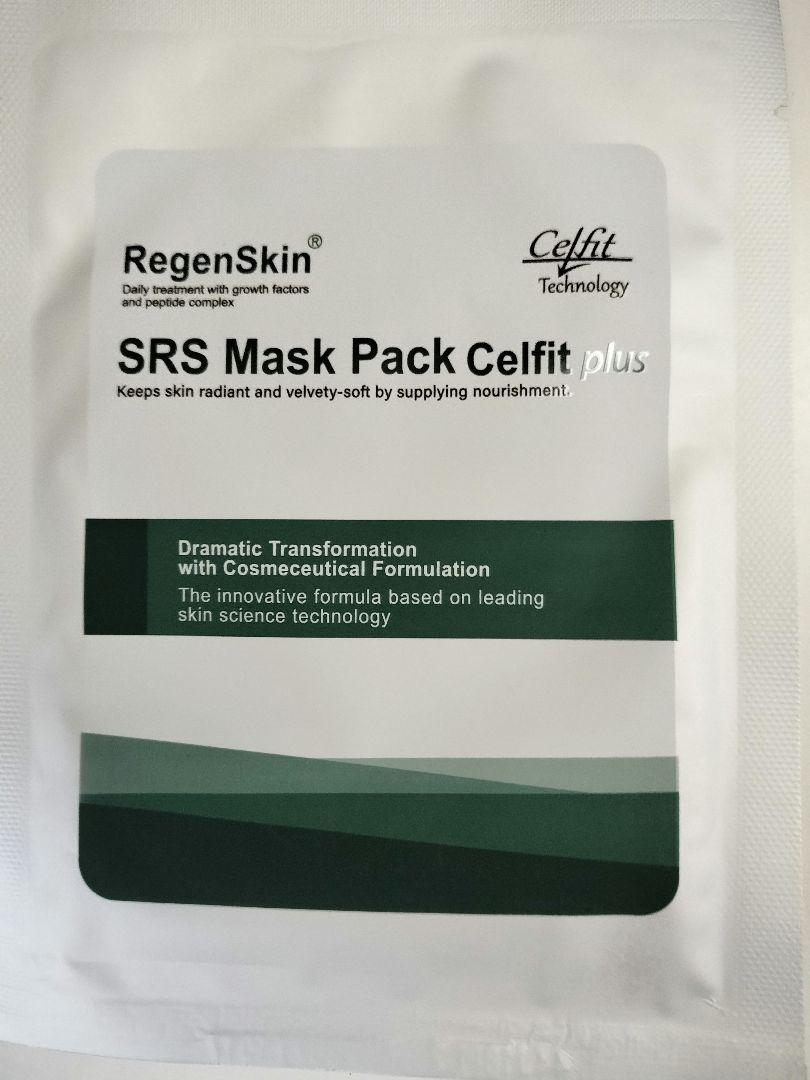 RegenSkin®
Daily treatment with growth factors
and peptide complex
Celfit
Technology
SRS Mask Pack Celfit plus
Keeps skin radiant and velvety-soft by supplying nourishment.
Dramatic Transformation
with Cosmeceutical Formulation
The innovative formula based on leading
skin science technology